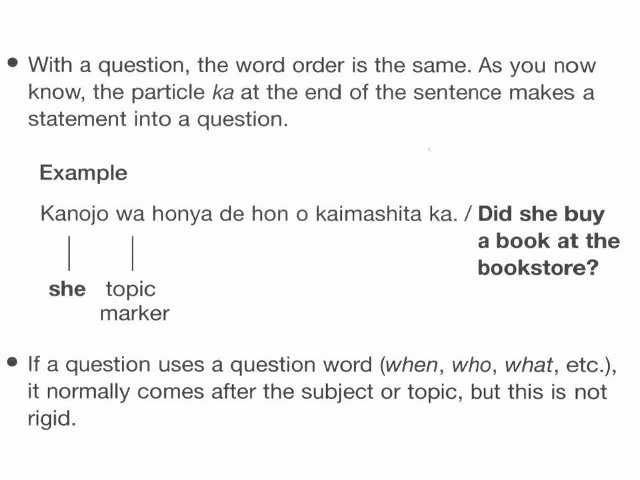 • With a question, the word order is the same. As you now
know, the particle ka at the end of the sentence makes a
statement into a question.
Example
Kanojo wa honya de hon o kaimashita ka. / Did she buy
a book at the
bookstore?
she topic
marker
• If a question uses a question word (when, who, what, etc.),
it normally comes after the subject or topic, but this is not
rigid.